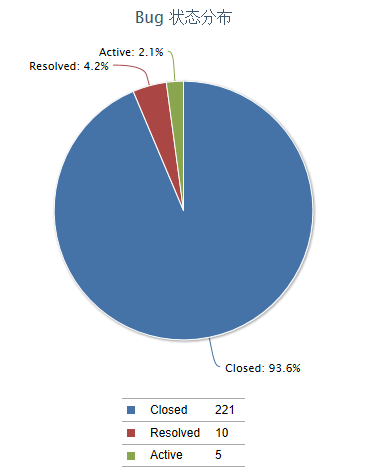 Bug 状态分布
Active: 2.1%
Resolved: 4.2%
Closed: 93.6%
Closed 221
Resolved 10
Active 5